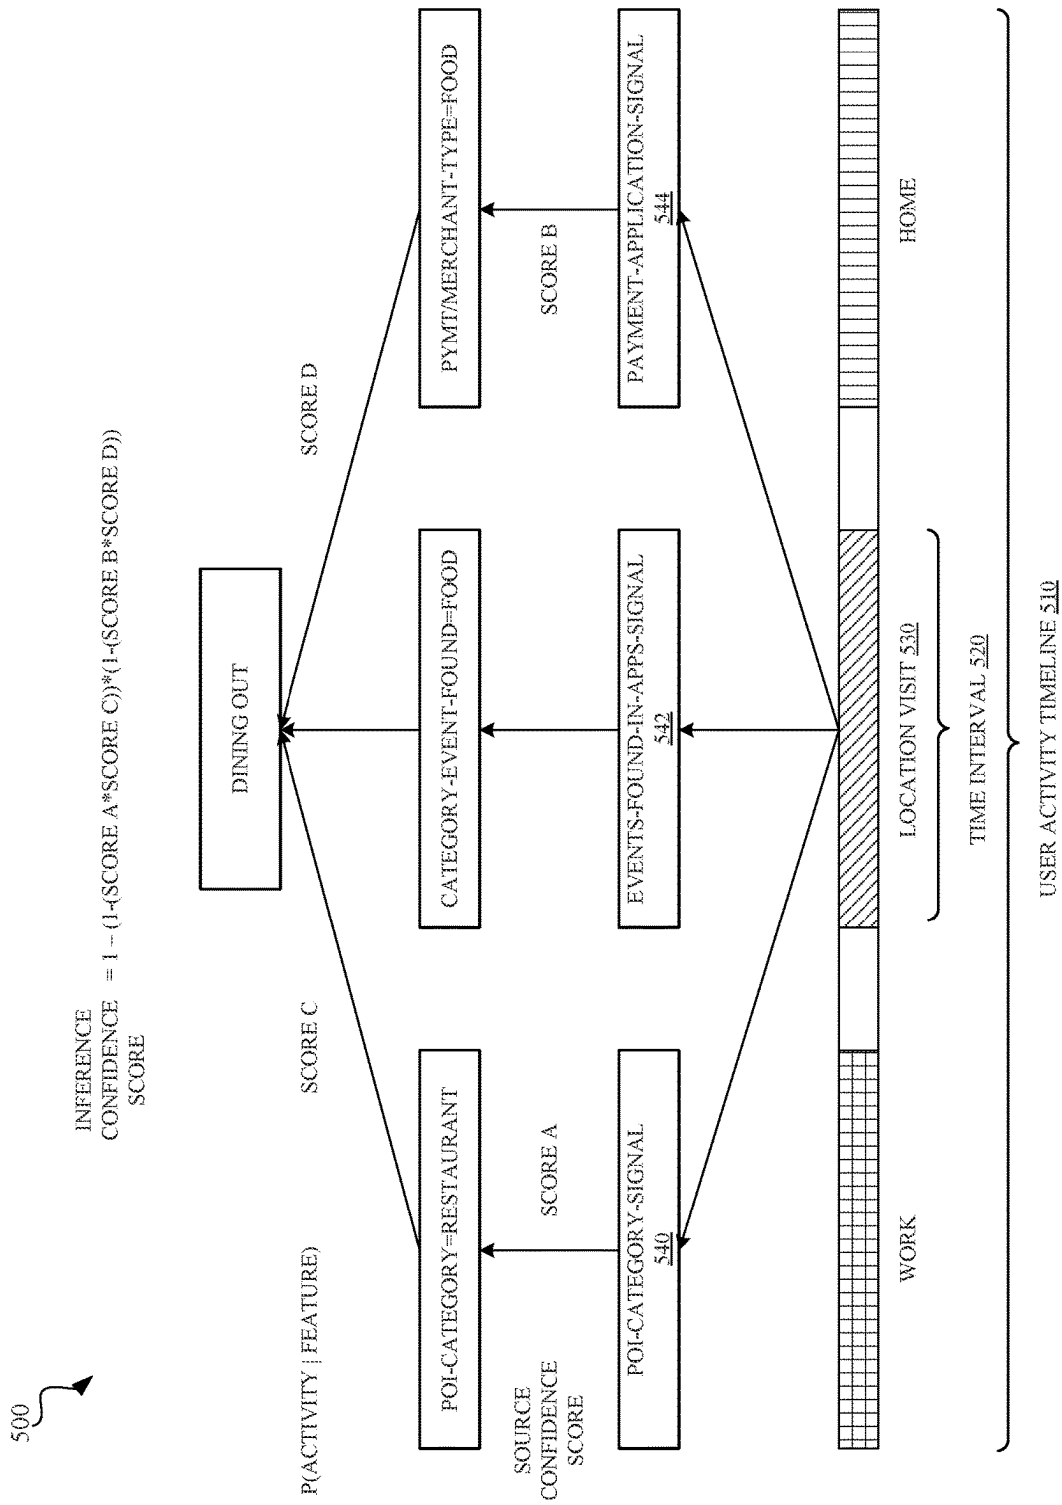 500
INFERENCE
CONFIDENCE = 1 – (1-(SCORE A*SCORE C))*(1-(SCORE B*SCORE D))
SCORE
DINING OUT
P(ACTIVITY | FEATURE)
SCORE C
SCORE D
POI-CATEGORY=RESTAURANT
CATEGORY-EVENT-FOUND=FOOD
PYMT/MERCHANT-TYPE=FOOD
SOURCE
CONFIDENCE
SCORE
SCORE A
SCORE B
POI-CATEGORY-SIGNAL
540
EVENTS-FOUND-IN-APPS-SIGNAL
542
PAYMENT-APPLICATION-SIGNAL
544
WORK
LOCATION VISIT 530
HOME
TIME INTERVAL 520
USER ACTIVITY TIMELINE 510